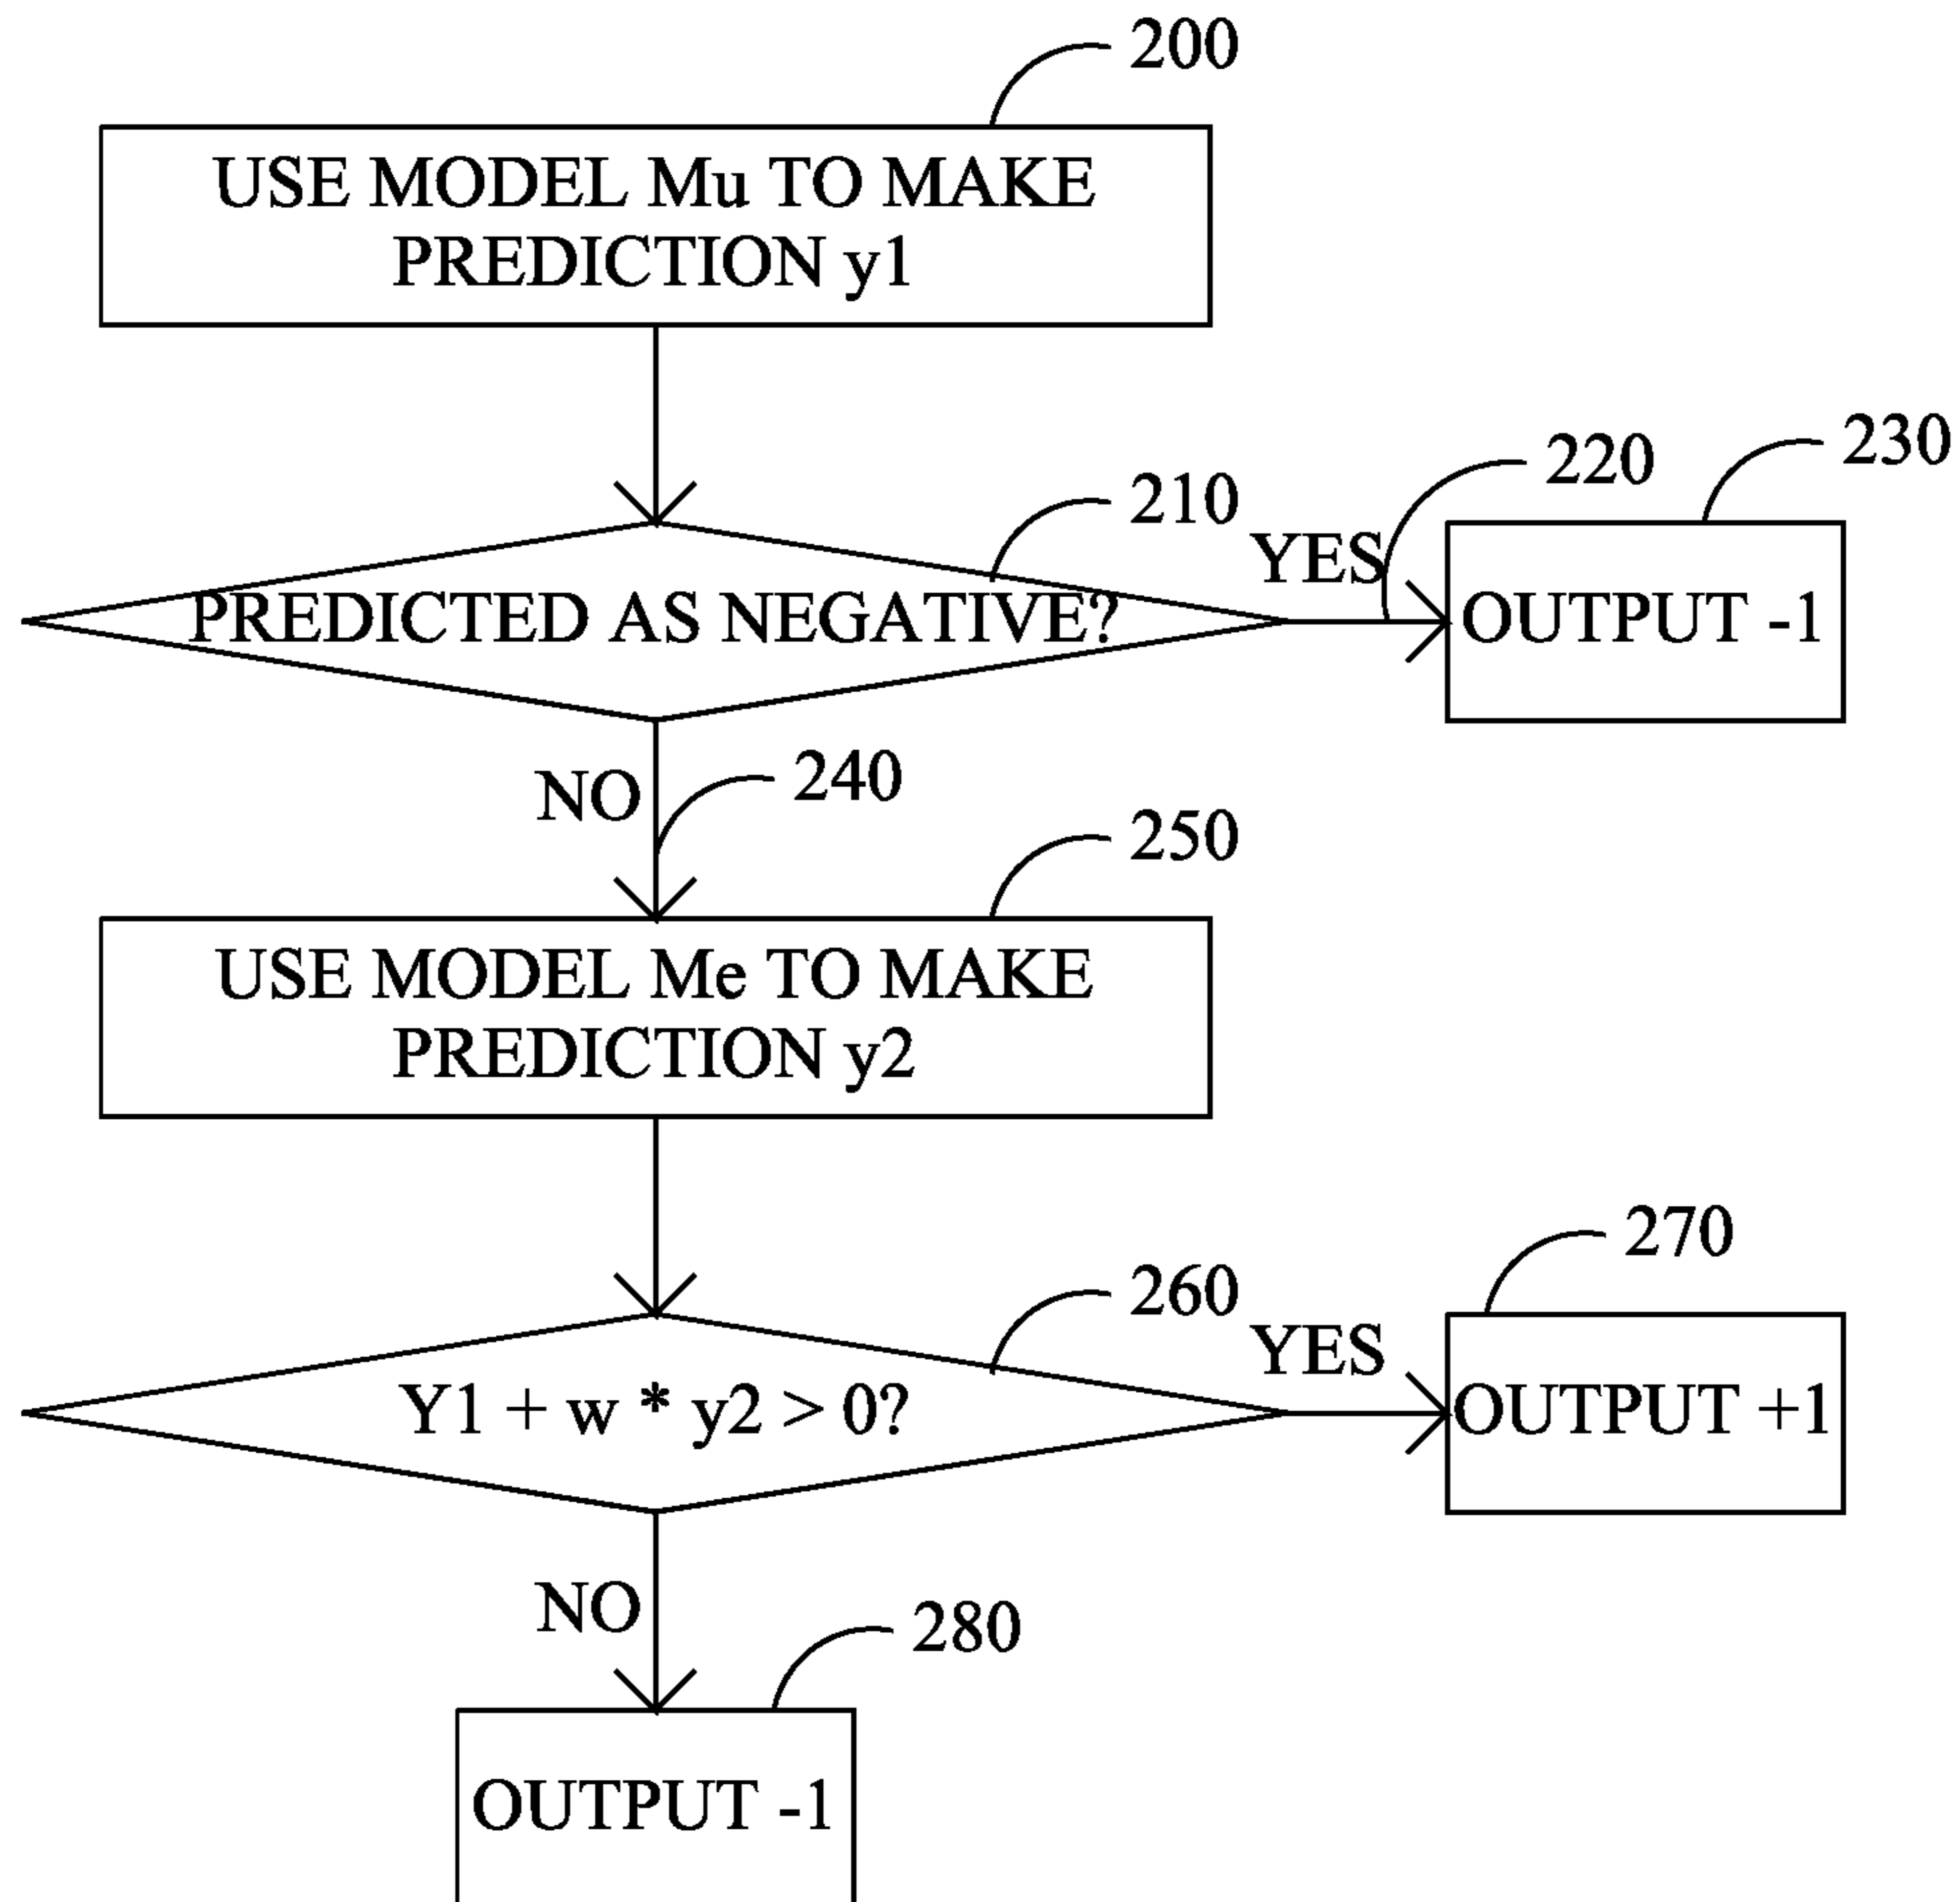 200
USE MODEL Mu TO MAKE
PREDICTION y1
210
220
230
YES
PREDICTED AS NEGATIVE?
OUTPUT -1
NO
240
250
USE MODEL Me TO MAKE
PREDICTION y2
260
270
YES
Y1 + w * y2 > 0?
OUTPUT +1
NO
280
OUTPUT -1